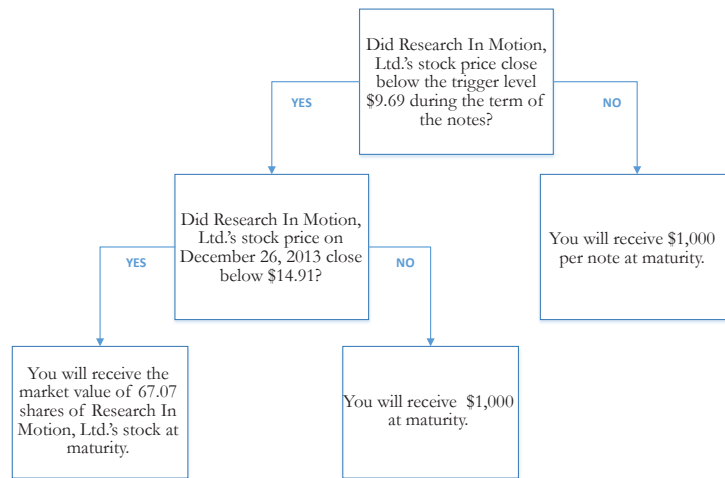 Did Research In Motion,
Ltd.'s stock price close
below the trigger level
$9.69 during the term of
the notes?
YES
NO
Did Research In Motion,
Ltd.'s stock price on
December 26, 2013 close
below $14.91?
You will receive $1,000
per note at maturity.
YES
NO
You will receive the
market value of 67.07
shares of Research In
Motion, Ltd.'s stock at
maturity.
You will receive $1,000
at maturity.